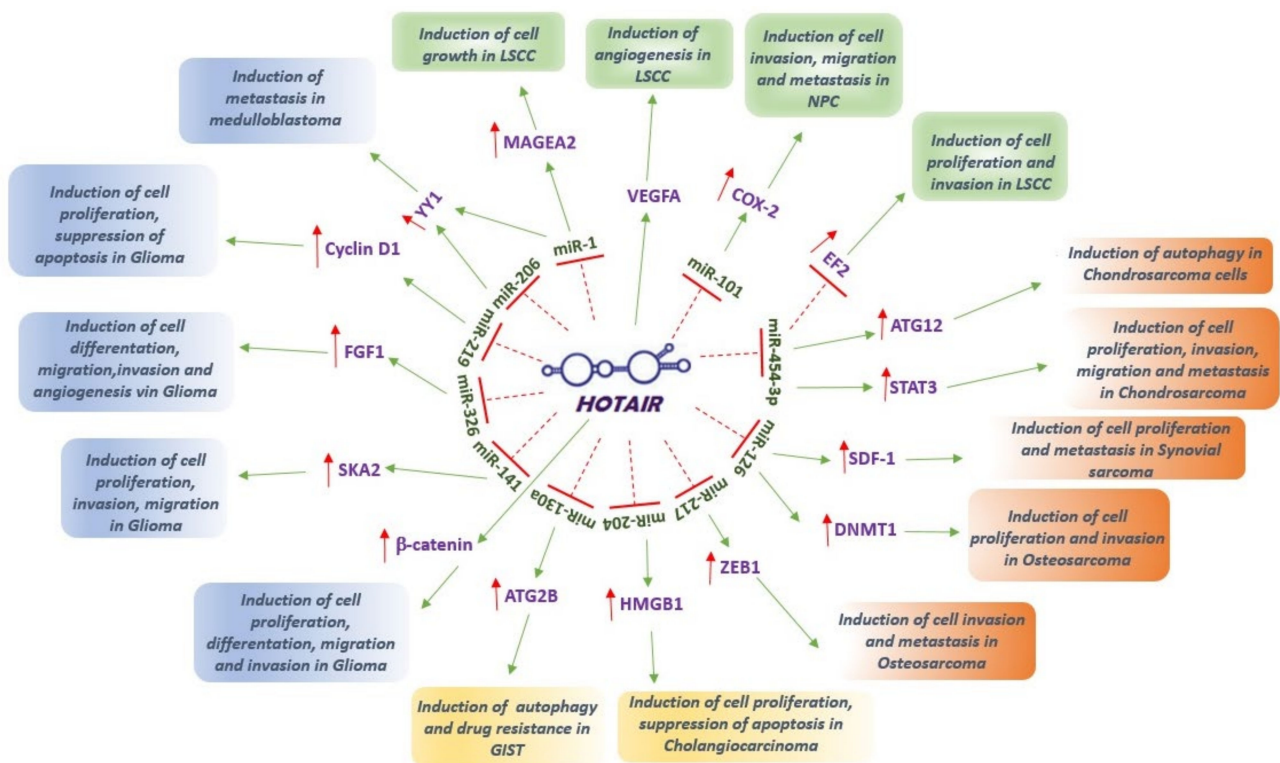 Induction of cell
growth in LSCC
Induction of
angiogenesis in
LSCC
Induction of cell
invasion, migration
and metastasis in
NPC
Induction of
metastasis in
medulloblastoma
Induction of cell
proliferation and
invasion in LSCC
Induction of cell
proliferation,
suppression of
apoptosis in Glioma
Induction of cell
differentation,
migration,invasion and
angiogenesis vin Glioma
Induction of cell
proliferation,
invasion, migration
in Glioma
Induction of cell
proliferation,
differentation, migration
and invasion in Glioma
MAGEA2
VEGFA
COX-2
EF2
YY1
Cyclin D1
FGF1
SKA2
β-catenin
ATG2B
HMGB1
ZEB1
DNMT1
SDF-1
STAT3
ATG12
miR-1
miR-101
miR-206
miR-219
miR-326
miR-141
miR-130a
miR-204
miR-217
miR-126
miR-454-3p
HOTAIR
Induction of autophagy in
Chondrosarcoma cells
Induction of cell
proliferation, invasion,
migration and metastasis
in Chondrosarcoma
Induction of cell proliferation
and metastasis in Synovial
sarcoma
Induction of cell
proliferation and invasion
in Osteosarcoma
Induction of cell invasion
and metastasis in
Osteosarcoma
Induction of autophagy
and drug resistance in
GIST
Induction of cell proliferation,
suppression of apoptosis in
Cholangiocarcinoma